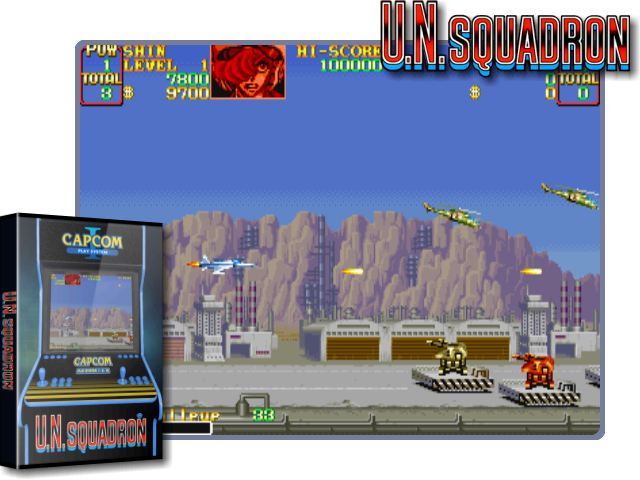 U.N. SQUADRON
POW SHIN HI-SCORE
1 LEVEL 1 100000
TOTAL 7800 0 TOTAL
3 $ 9700 $ 0 0
CAPCOM
PLAY SYSTEM
I
CAPCOM
U.N. SQUADRON
U.N. SQUADRON
33